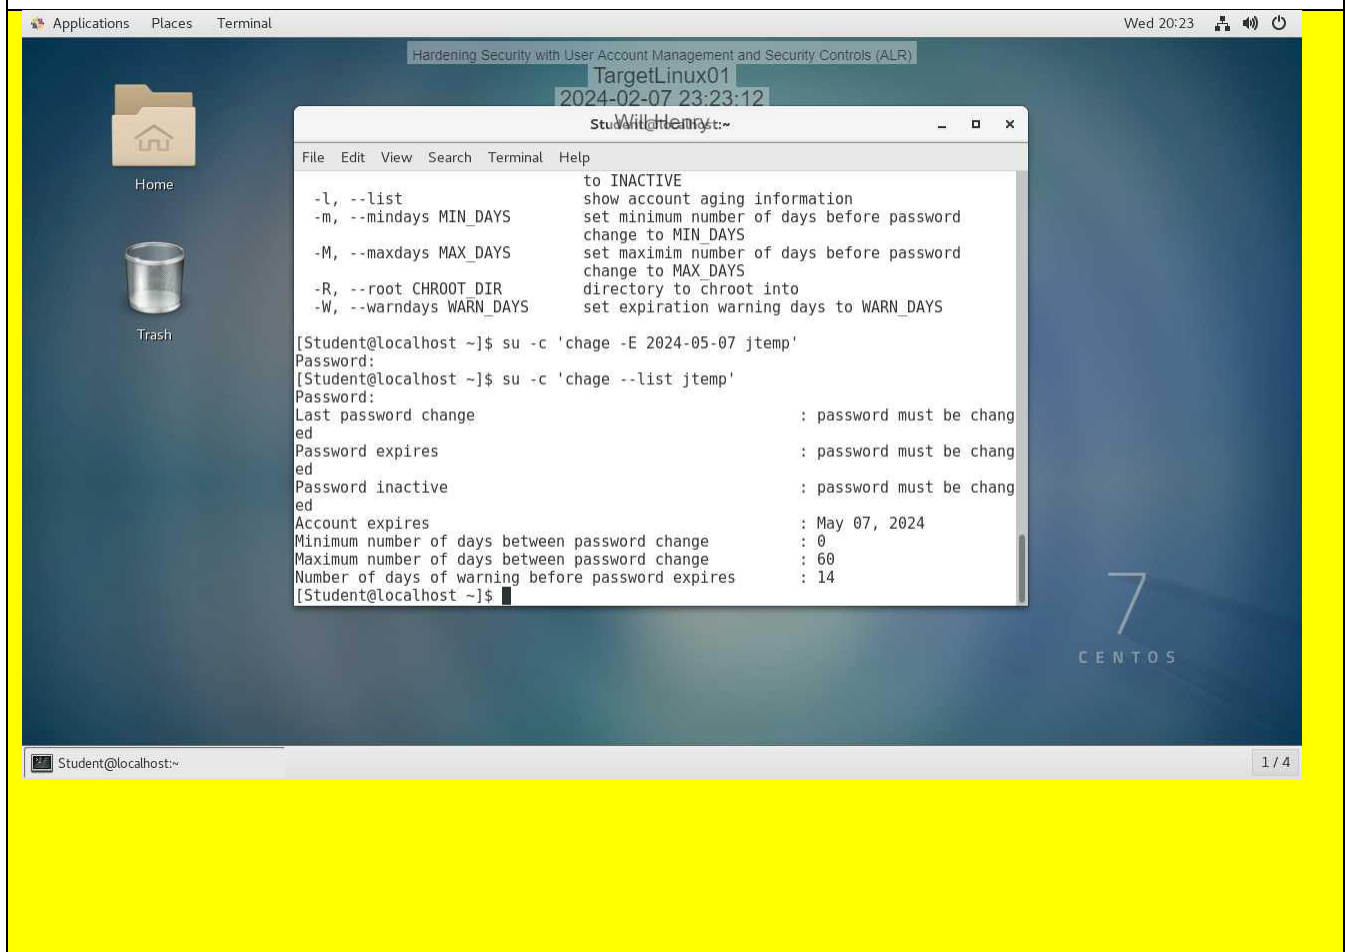 Applications Places Terminal Wed 20:23
Hardening Security with User Account Management and Security Controls (ALR)
TargetLinux01
2024-02-07 23:23:12
Will Henry
Student@localhost:~
File Edit View Search Terminal Help
to INACTIVE
-l, --list show account aging information
-m, --mindays MIN_DAYS set minimum number of days before password
change to MIN_DAYS
-M, --maxdays MAX_DAYS set maximim number of days before password
change to MAX_DAYS
-R, --root CHROOT_DIR directory to chroot into
-W, --warndays WARN_DAYS set expiration warning days to WARN_DAYS
[Student@localhost ~]$ su -c 'chage -E 2024-05-07 jtemp'
Password:
[Student@localhost ~]$ su -c 'chage --list jtemp'
Password:
Last password change : password must be chang
ed
Password expires : password must be chang
ed
Password inactive : password must be chang
ed
Account expires : May 07, 2024
Minimum number of days between password change : 0
Maximum number of days between password change : 60
Number of days of warning before password expires : 14
[Student@localhost ~]$
Home
Trash
7
CENTOS
Student@localhost:~ 1 / 4